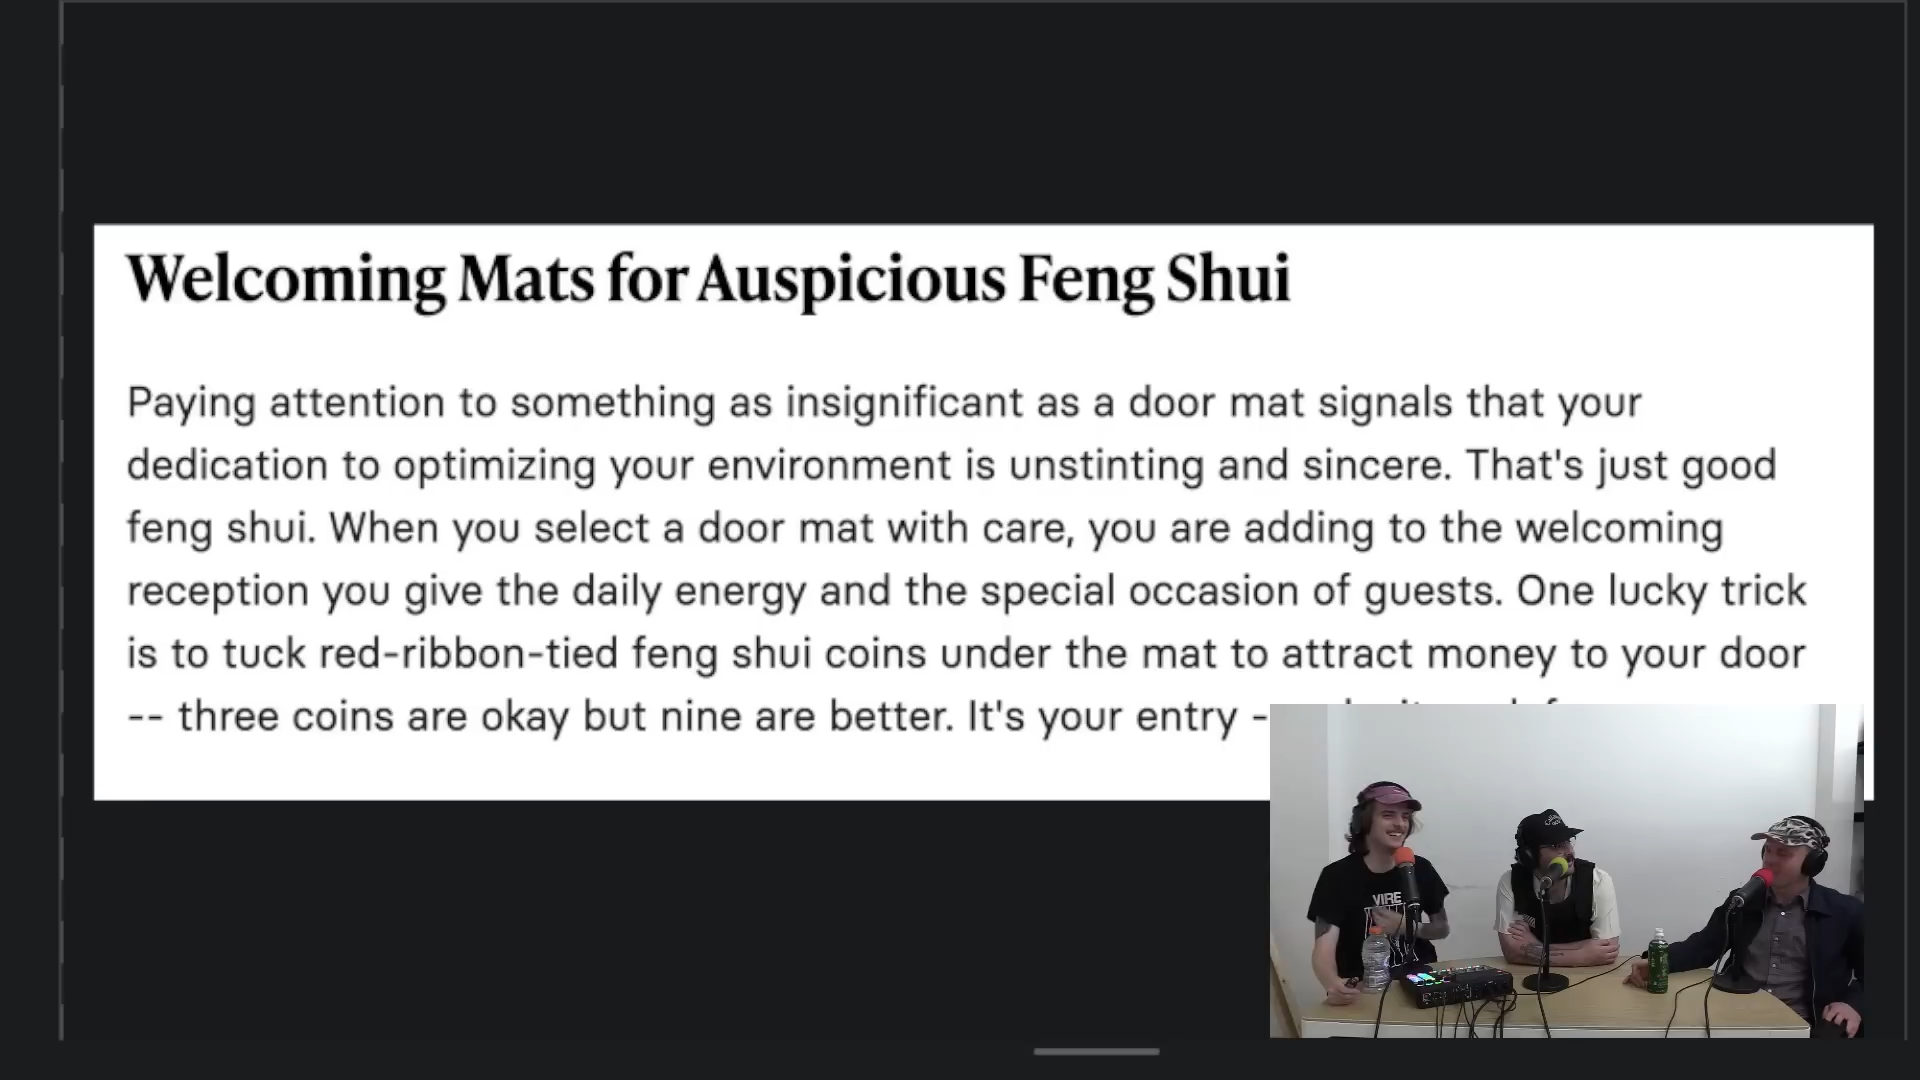 Welcoming Mats for Auspicious Feng Shui
Paying attention to something as insignificant as a door mat signals that your
dedication to optimizing your environment is unstinting and sincere. That's just good
feng shui. When you select a door mat with care, you are adding to the welcoming
reception you give the daily energy and the special occasion of guests. One lucky trick
is to tuck red-ribbon-tied feng shui coins under the mat to attract money to your door
-- three coins are okay but nine are better. It's your entry -
VIRE